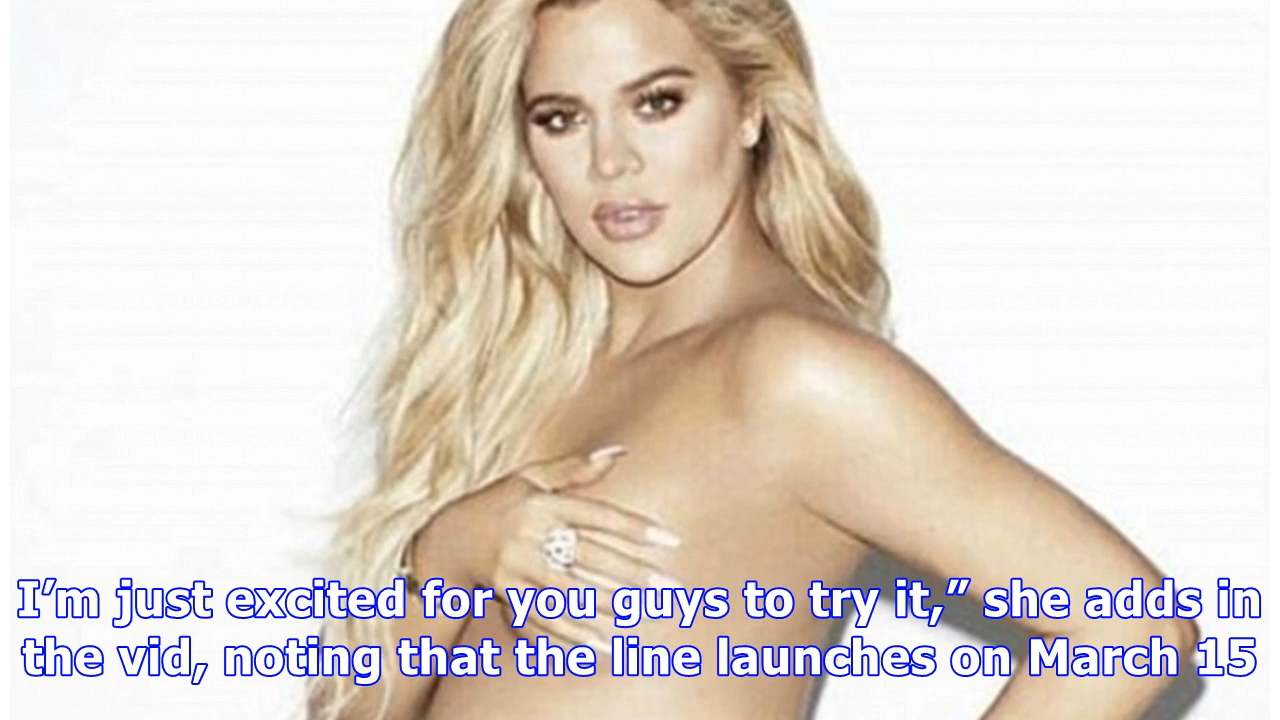 I’m just excited for you guys to try it,” she adds in
the vid, noting that the line launches on March 15